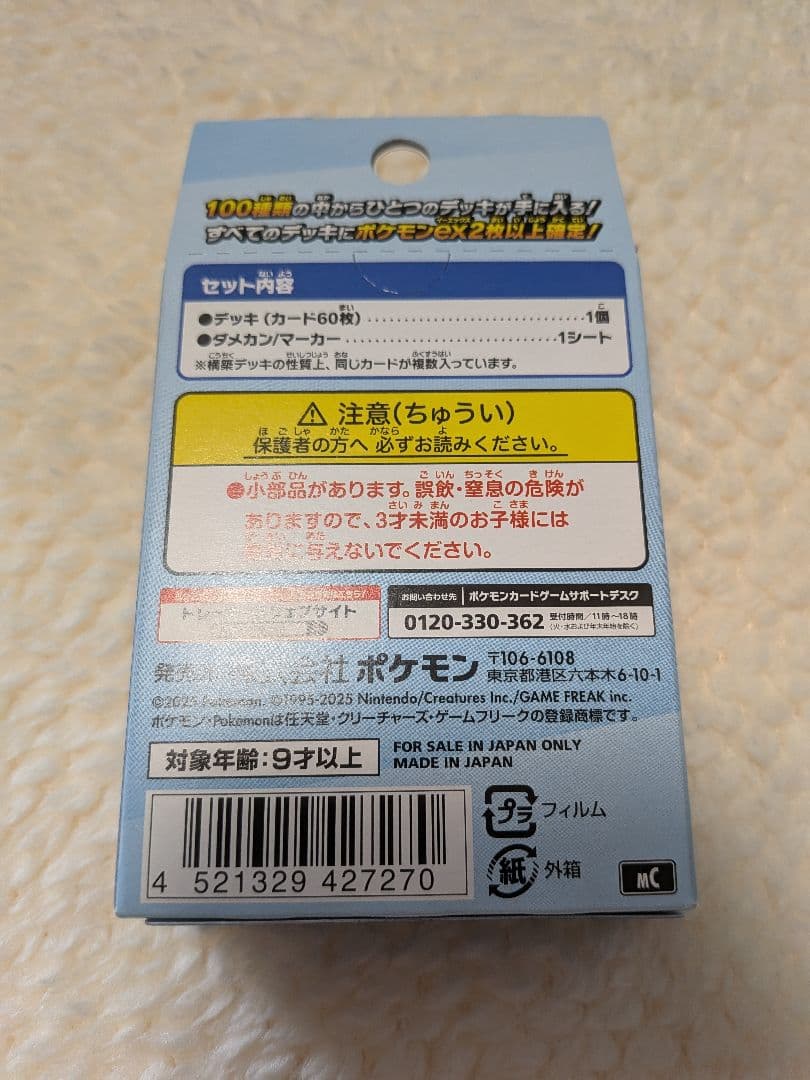 100種類の中からひとつのデッキが手に入る!
すべてのデッキにポケモンex2枚以上確定!
セット内容
●デッキ(カード60枚)..............................1個
●ダメカン/マーカー..............................1シート
※構築デッキの性質上、同じカードが複数入っています。
⚠ 注意(ちゅうい)
保護者の方へ 必ずお読みください。
●小部品があります。誤飲・窒息の危険が
ありますので、3才未満のお子様には
与えないでください。
お問い合わせ先 ポケモンカードゲームサポートデスク
0120-330-362 受付時間/11時~18時
(火・水および年末年始を除く)
ポケモン 〒106-6108
東京都港区六本木6-10-1
©2025 Pokémon. ©1995-2025 Nintendo/Creatures Inc./GAME FREAK inc.
ポケモン・Pokémonは任天堂・クリーチャーズ・ゲームフリークの登録商標です。
対象年齢:9才以上
FOR SALE IN JAPAN ONLY
MADE IN JAPAN
4 521329 427270
プラ フィルム
紙 外箱
MC